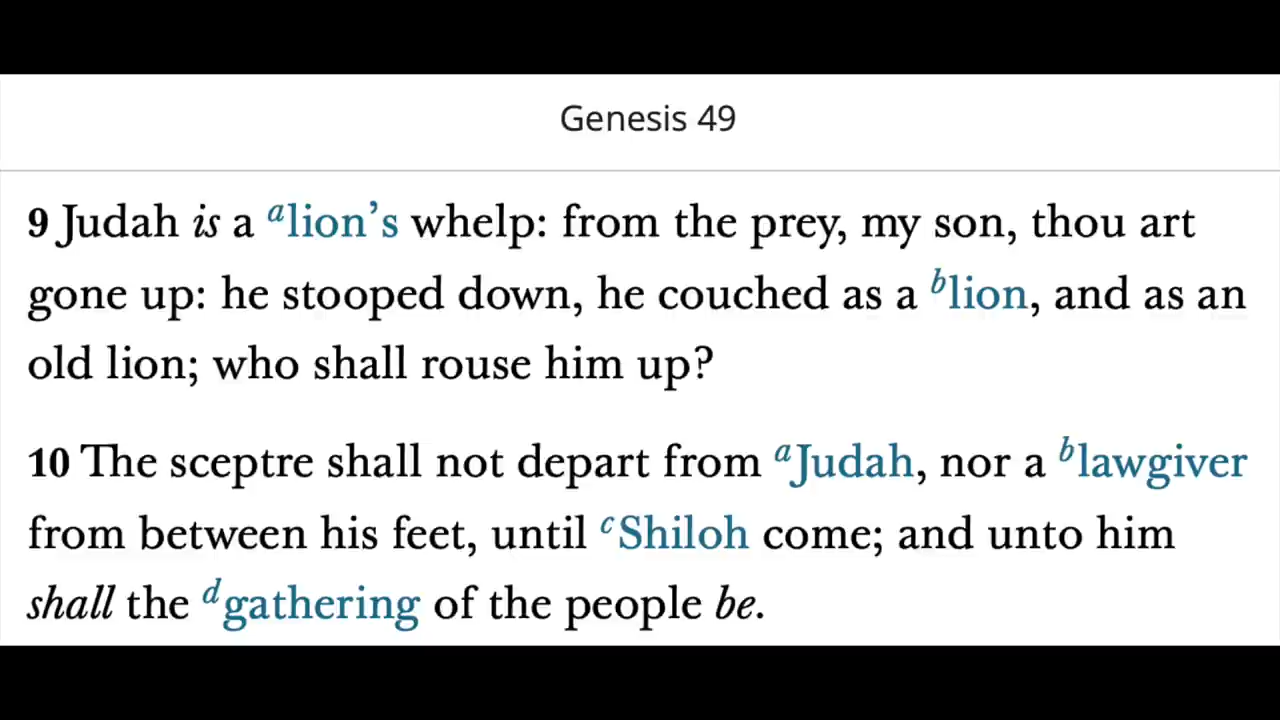 Genesis 49
9 Judah is a a lion’s whelp: from the prey, my son, thou art
gone up: he stooped down, he couched as a b lion, and as an
old lion; who shall rouse him up?
10 The sceptre shall not depart from a Judah, nor a b lawgiver
from between his feet, until c Shiloh come; and unto him
shall the d gathering of the people be.